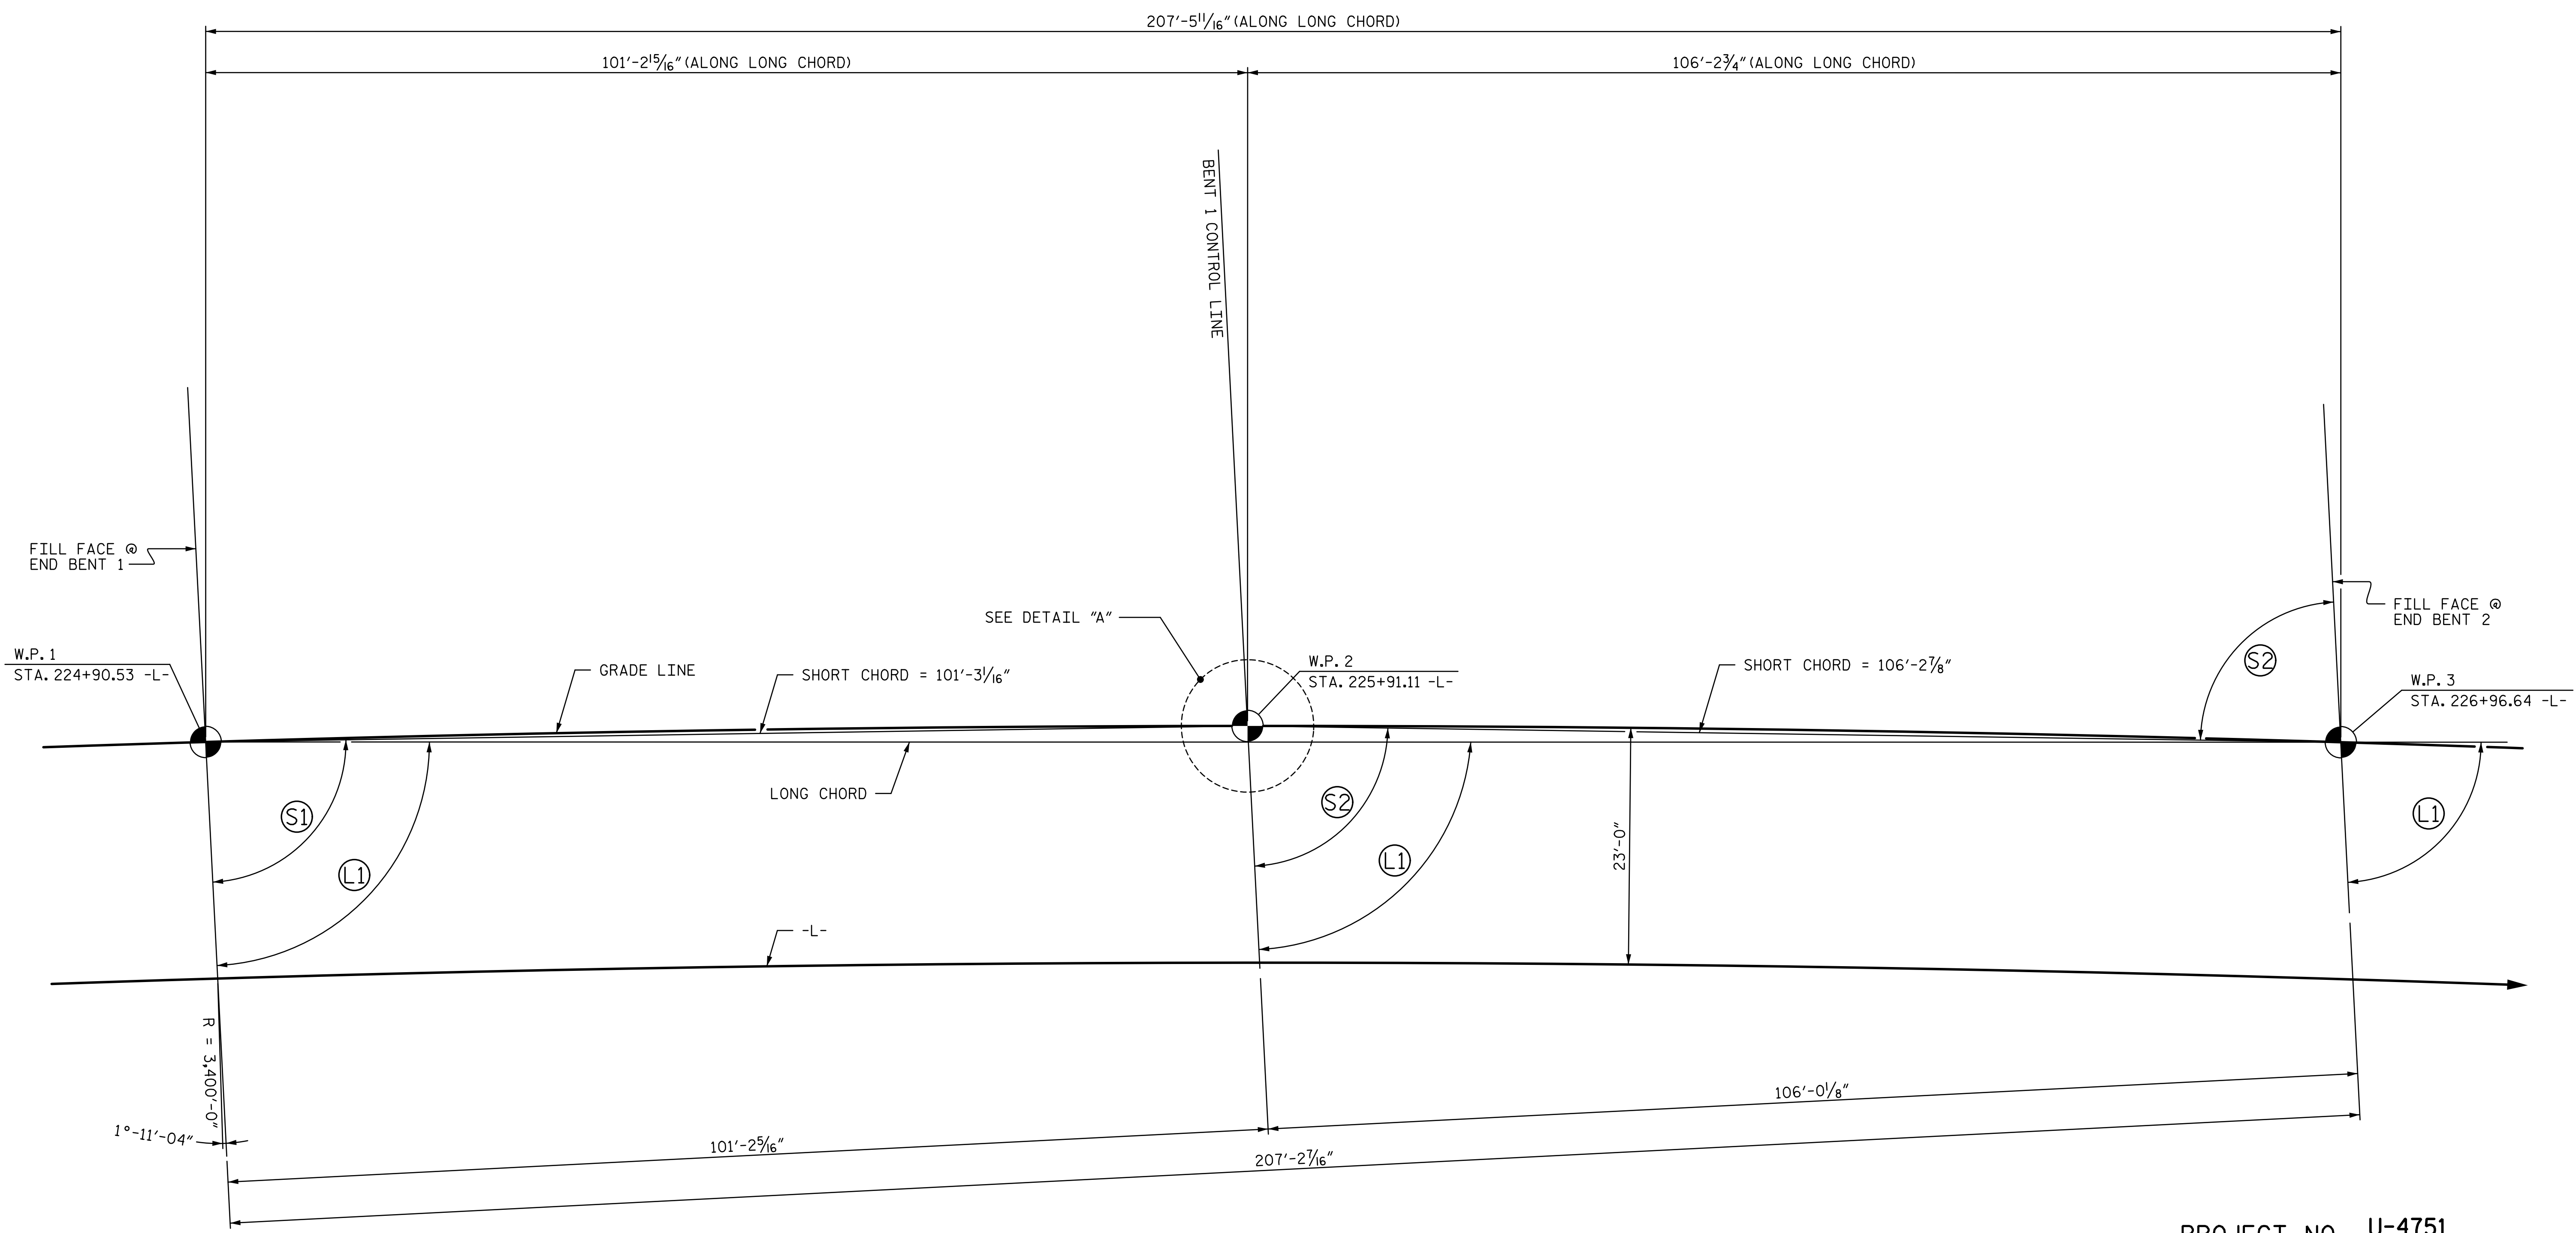 207′-5 11/16″ (ALONG LONG CHORD)
101′-2 15/16″ (ALONG LONG CHORD)
106′-2 3/4″ (ALONG LONG CHORD)
BENT 1 CONTROL LINE
FILL FACE @
END BENT 1
SEE DETAIL "A"
FILL FACE @
END BENT 2
S2
W.P. 1
STA. 224+90.53 -L-
GRADE LINE
SHORT CHORD = 101′-3 1/16″
W.P. 2
STA. 225+91.11 -L-
SHORT CHORD = 106′-2 7/8″
W.P. 3
STA. 226+96.64 -L-
LONG CHORD
S1
S2
L1
L1
L1
23′-0″
-L-
R = 3,400′-0″
1°-11′-04″
101′-2 5/16″
106′-0 1/8″
207′-2 7/16″
PROJECT NO. U-4751